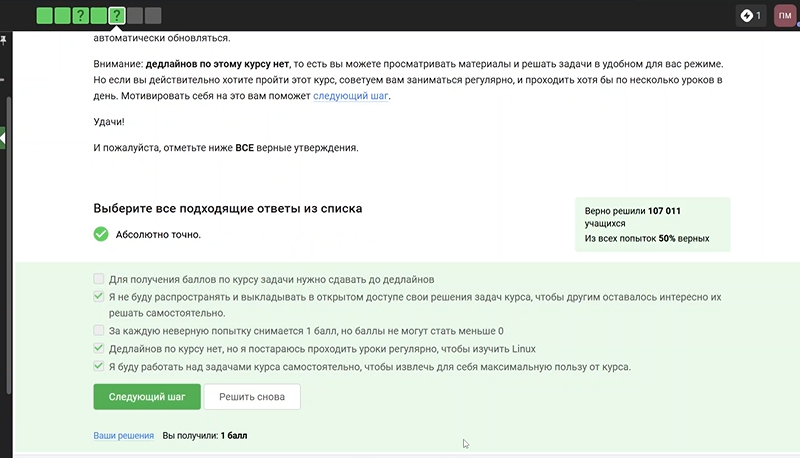 ? ? 1 ПМ
автоматически обновляться.
Внимание: дедлайнов по этому курсу нет, то есть вы можете просматривать материалы и решать задачи в удобном для вас режиме.
Но если вы действительно хотите пройти этот курс, советуем вам заниматься регулярно, и проходить хотя бы по несколько уроков в
день. Мотивировать себя на это вам поможет следующий шаг.
Удачи!
И пожалуйста, отметьте ниже ВСЕ верные утверждения.
Выберите все подходящие ответы из списка
Абсолютно точно.
Верно решили 107 011
учащихся
Из всех попыток 50% верных
Для получения баллов по курсу задачи нужно сдавать до дедлайнов
Я не буду распространять и выкладывать в открытом доступе свои решения задач курса, чтобы другим оставалось интересно их
решать самостоятельно.
За каждую неверную попытку снимается 1 балл, но баллы не могут стать меньше 0
Дедлайнов по курсу нет, но я постараюсь проходить уроки регулярно, чтобы изучить Linux
Я буду работать над задачами курса самостоятельно, чтобы извлечь для себя максимальную пользу от курса.
Следующий шаг Решить снова
Ваши решения Вы получили: 1 балл